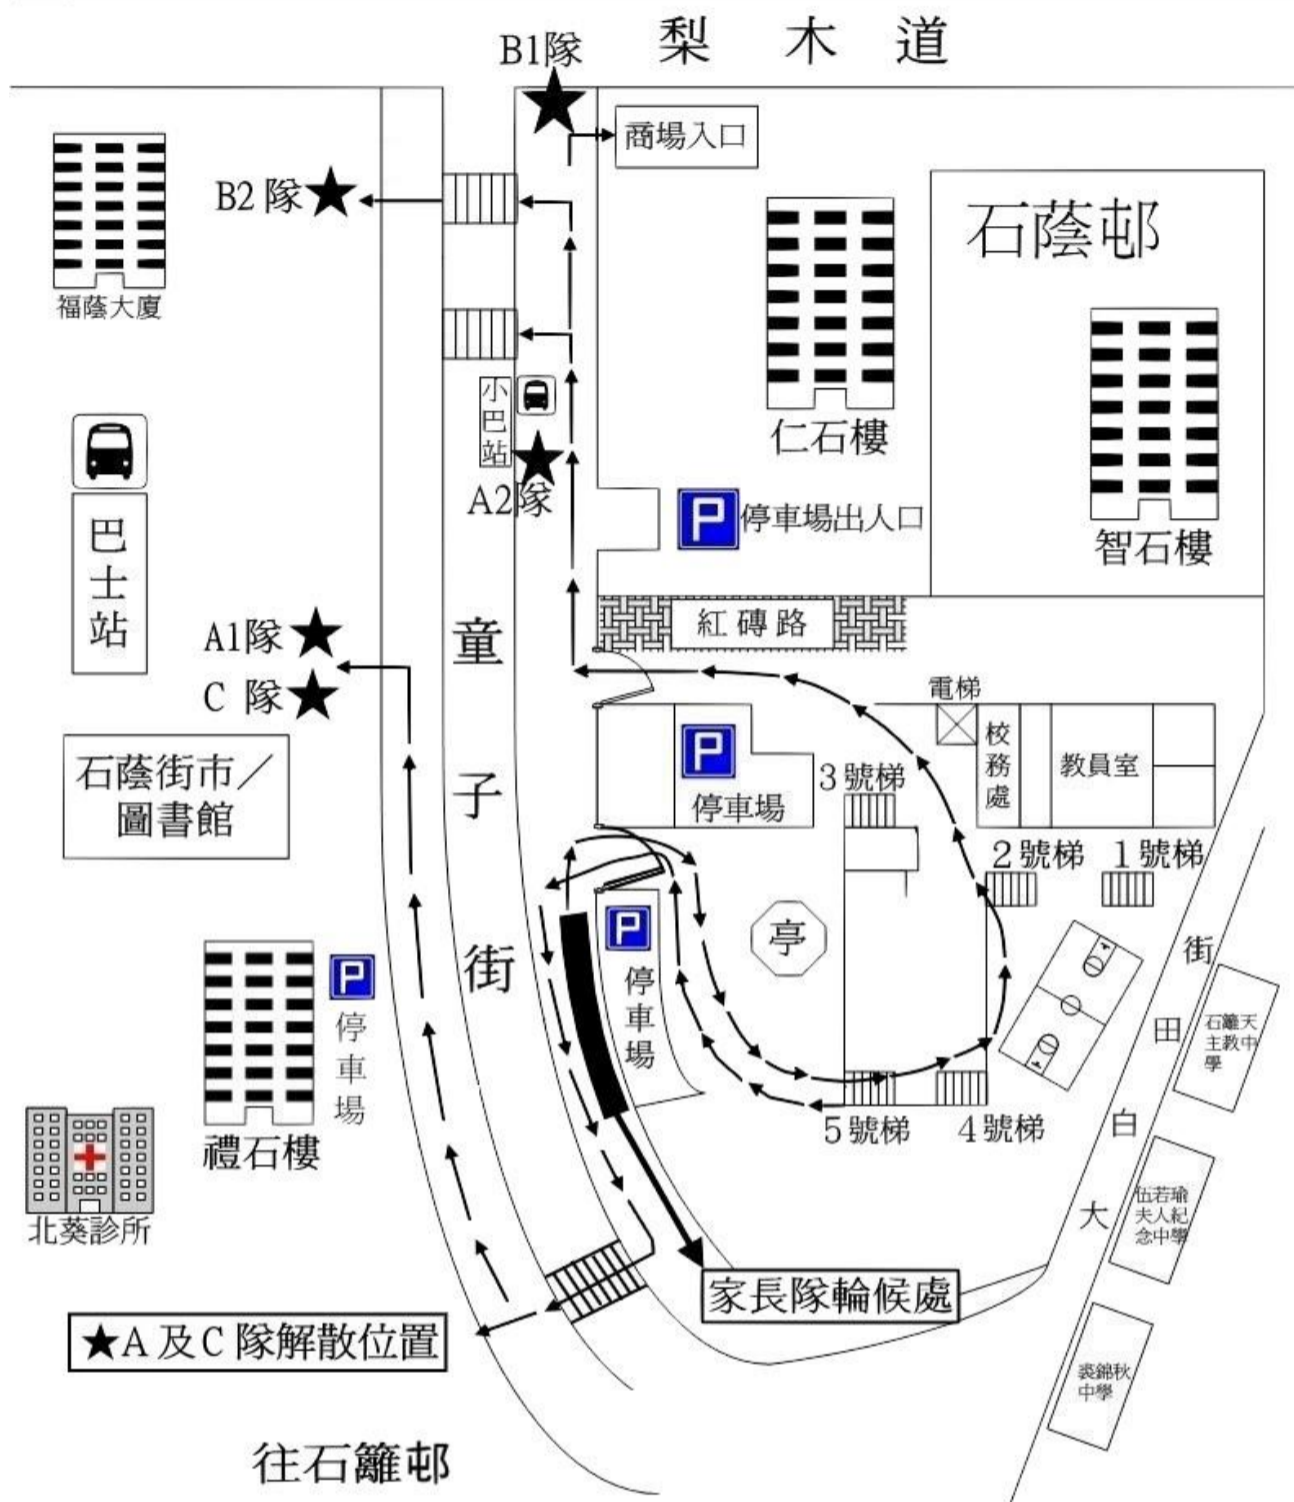 梨木道
B1隊
商場入口
B2隊
石蔭邨
福蔭大廈
小巴站
仁石樓
A2隊
P
停車場出入口
智石樓
巴士站
紅磚路
A1隊
C 隊
童子街
電梯
校務處
教員室
P
停車場
3號梯
石蔭街市／
圖書館
2號梯
1號梯
P
停車場
亭
P
停車場
禮石樓
5號梯
4號梯
北葵診所
大白田街
石籬天
主教中
學
伍若瑜
夫人紀
念中學
裘錦秋
中學
家長隊輪候處
★A及C隊解散位置
往石籬邨